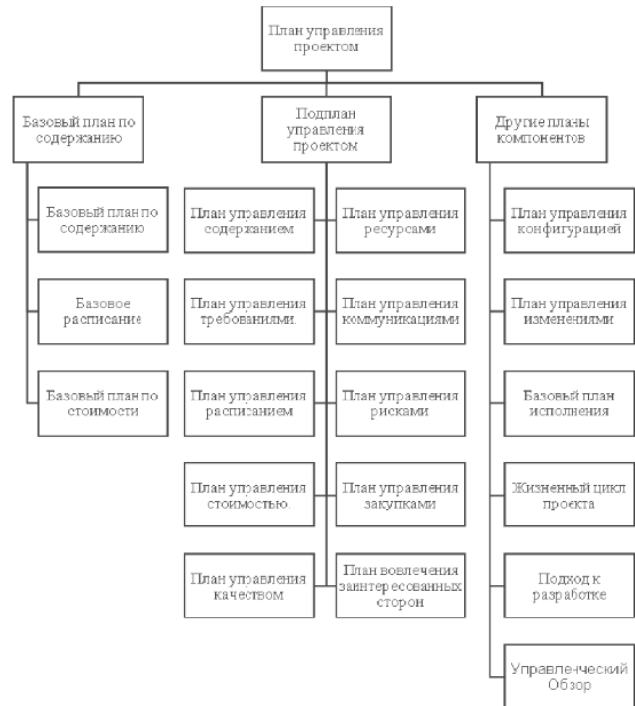 План управления
проектом
Базовый план по
содержанию
Подплан
управления
проектом
Другие планы
компонентов
Базовый план по
содержанию
Базовое
расписание
Базовый план по
стоимости
План управления
содержанием
План управления
требованиями.
План управления
расписанием
План управления
стоимостью.
План управления
качеством
План управления
ресурсами
План управления
коммуникациями
План управления
рисками
План управления
закупками
План вовлечения
заинтересованных
сторон
План управления
конфигурацией
План управления
изменениями
Базовый план
исполнения
Жизненный цикл
проекта
Подход к
разработке
Управленческий
Обзор